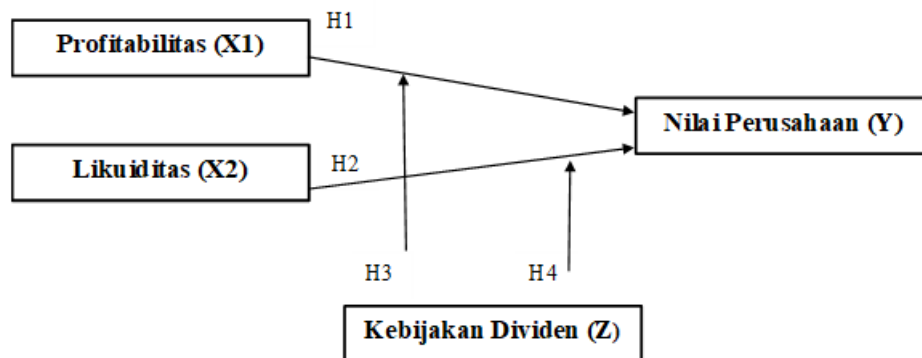 H1
Profitabilitas (X1)
Nilai Perusahaan (Y)
Likuiditas (X2)
H2
H3
H4
Kebijakan Dividen (Z)